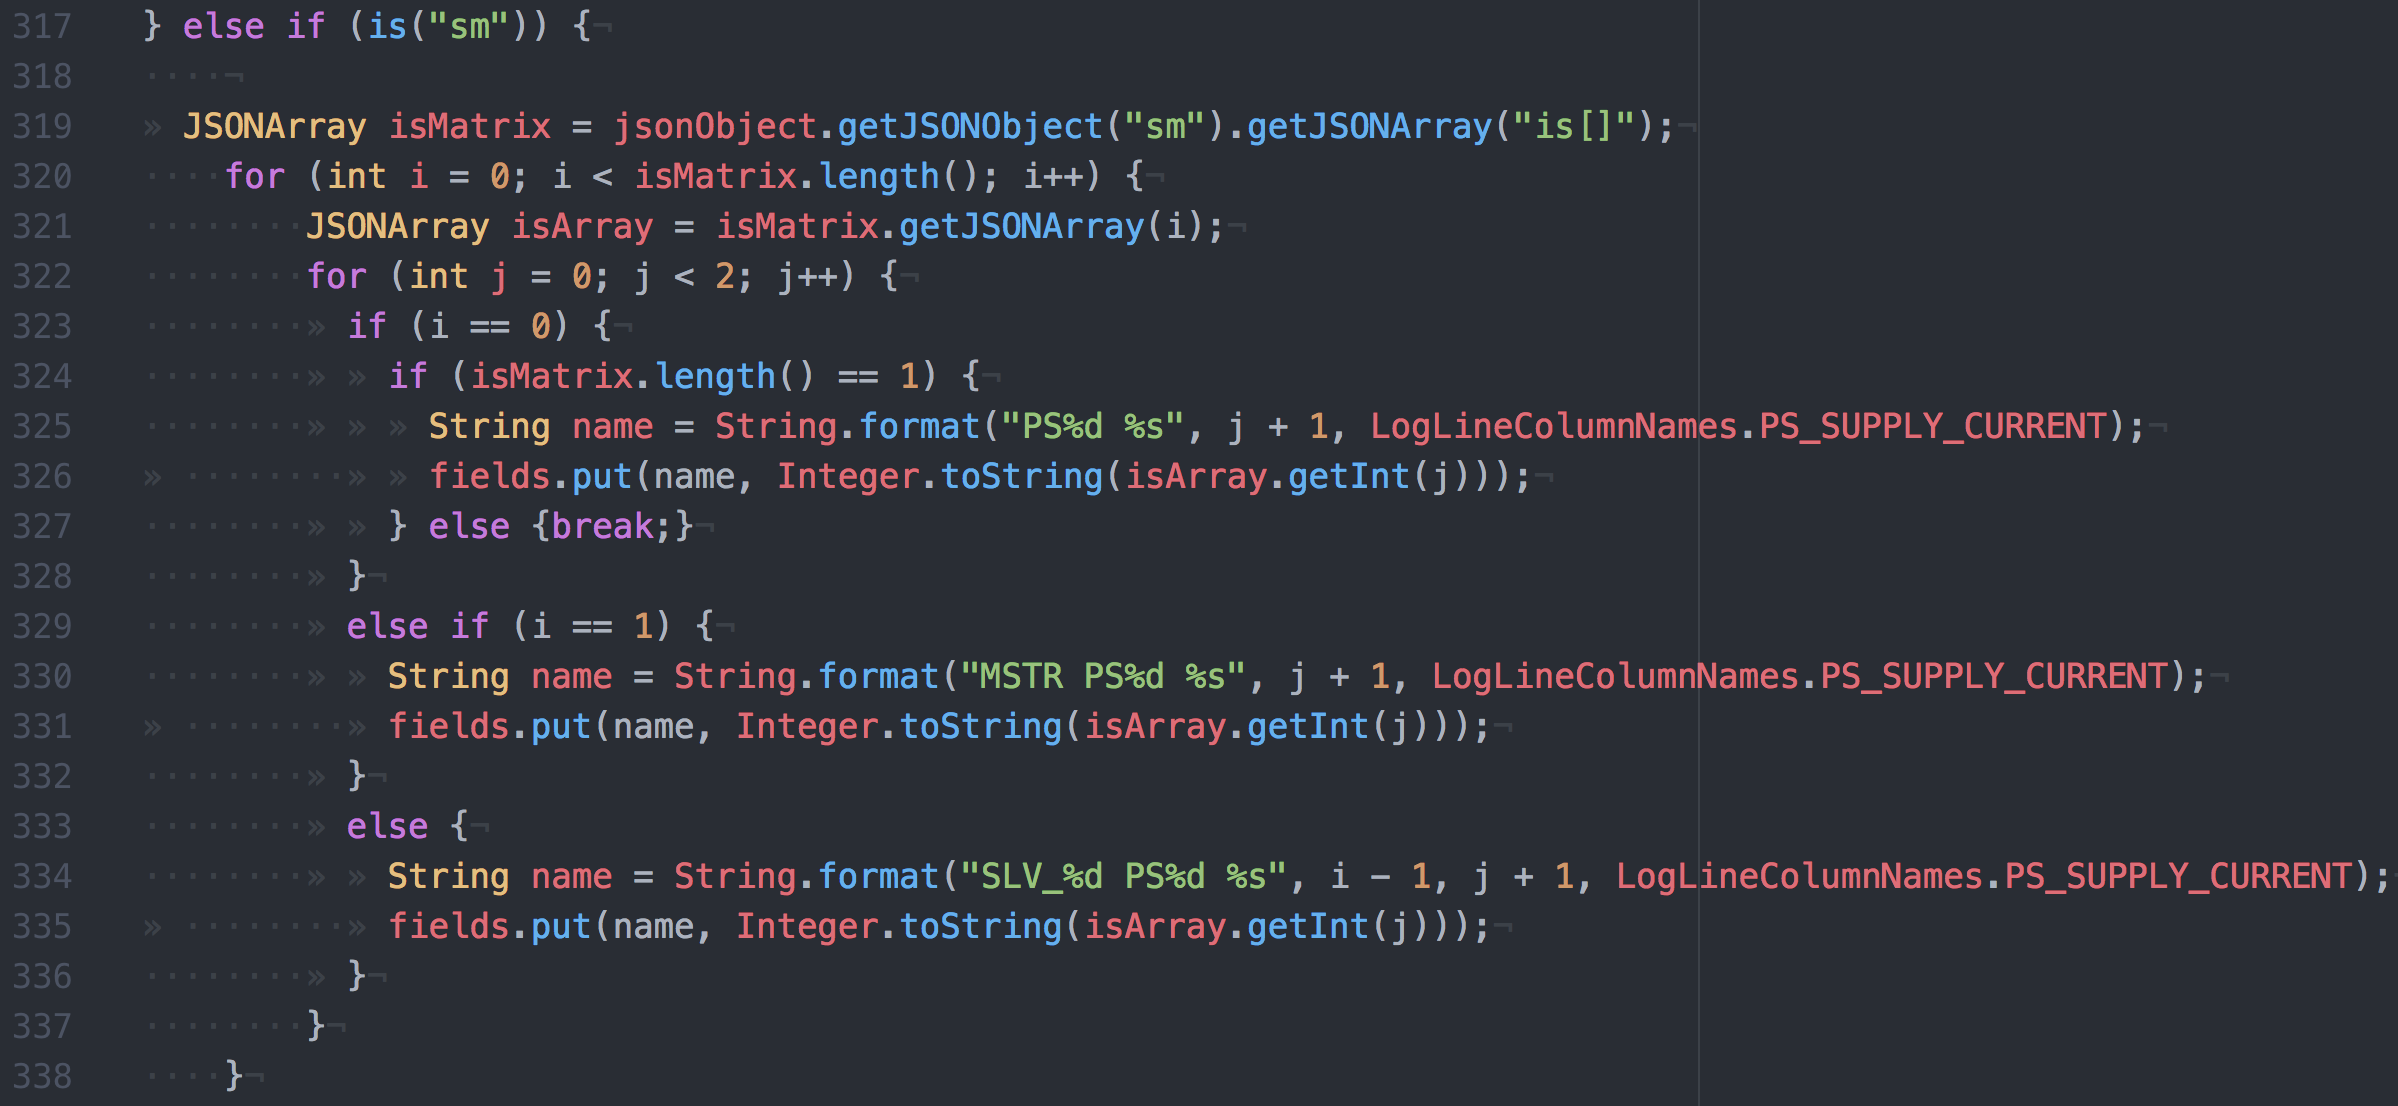 317 } else if (is("sm")) {¬
318 ····¬
319 » JSONArray isMatrix = jsonObject.getJSONObject("sm").getJSONArray("is[]");¬
320 ····for (int i = 0; i < isMatrix.length(); i++) {¬
321 ········JSONArray isArray = isMatrix.getJSONArray(i);¬
322 ········for (int j = 0; j < 2; j++) {¬
323 ········» if (i == 0) {¬
324 ········» » if (isMatrix.length() == 1) {¬
325 ········» » » String name = String.format("PS%d %s", j + 1, LogLineColumnNames.PS_SUPPLY_CURRENT);¬
326 » ········» » fields.put(name, Integer.toString(isArray.getInt(j)));¬
327 ········» » } else {break;}¬
328 ········» }¬
329 ········» else if (i == 1) {¬
330 ········» » String name = String.format("MSTR PS%d %s", j + 1, LogLineColumnNames.PS_SUPPLY_CURRENT);¬
331 » ········» fields.put(name, Integer.toString(isArray.getInt(j)));¬
332 ········» }¬
333 ········» else {¬
334 ········» » String name = String.format("SLV_%d PS%d %s", i - 1, j + 1, LogLineColumnNames.PS_SUPPLY_CURRENT);¬
335 » ········» fields.put(name, Integer.toString(isArray.getInt(j)));¬
336 ········» }¬
337 ········}¬
338 ····}¬